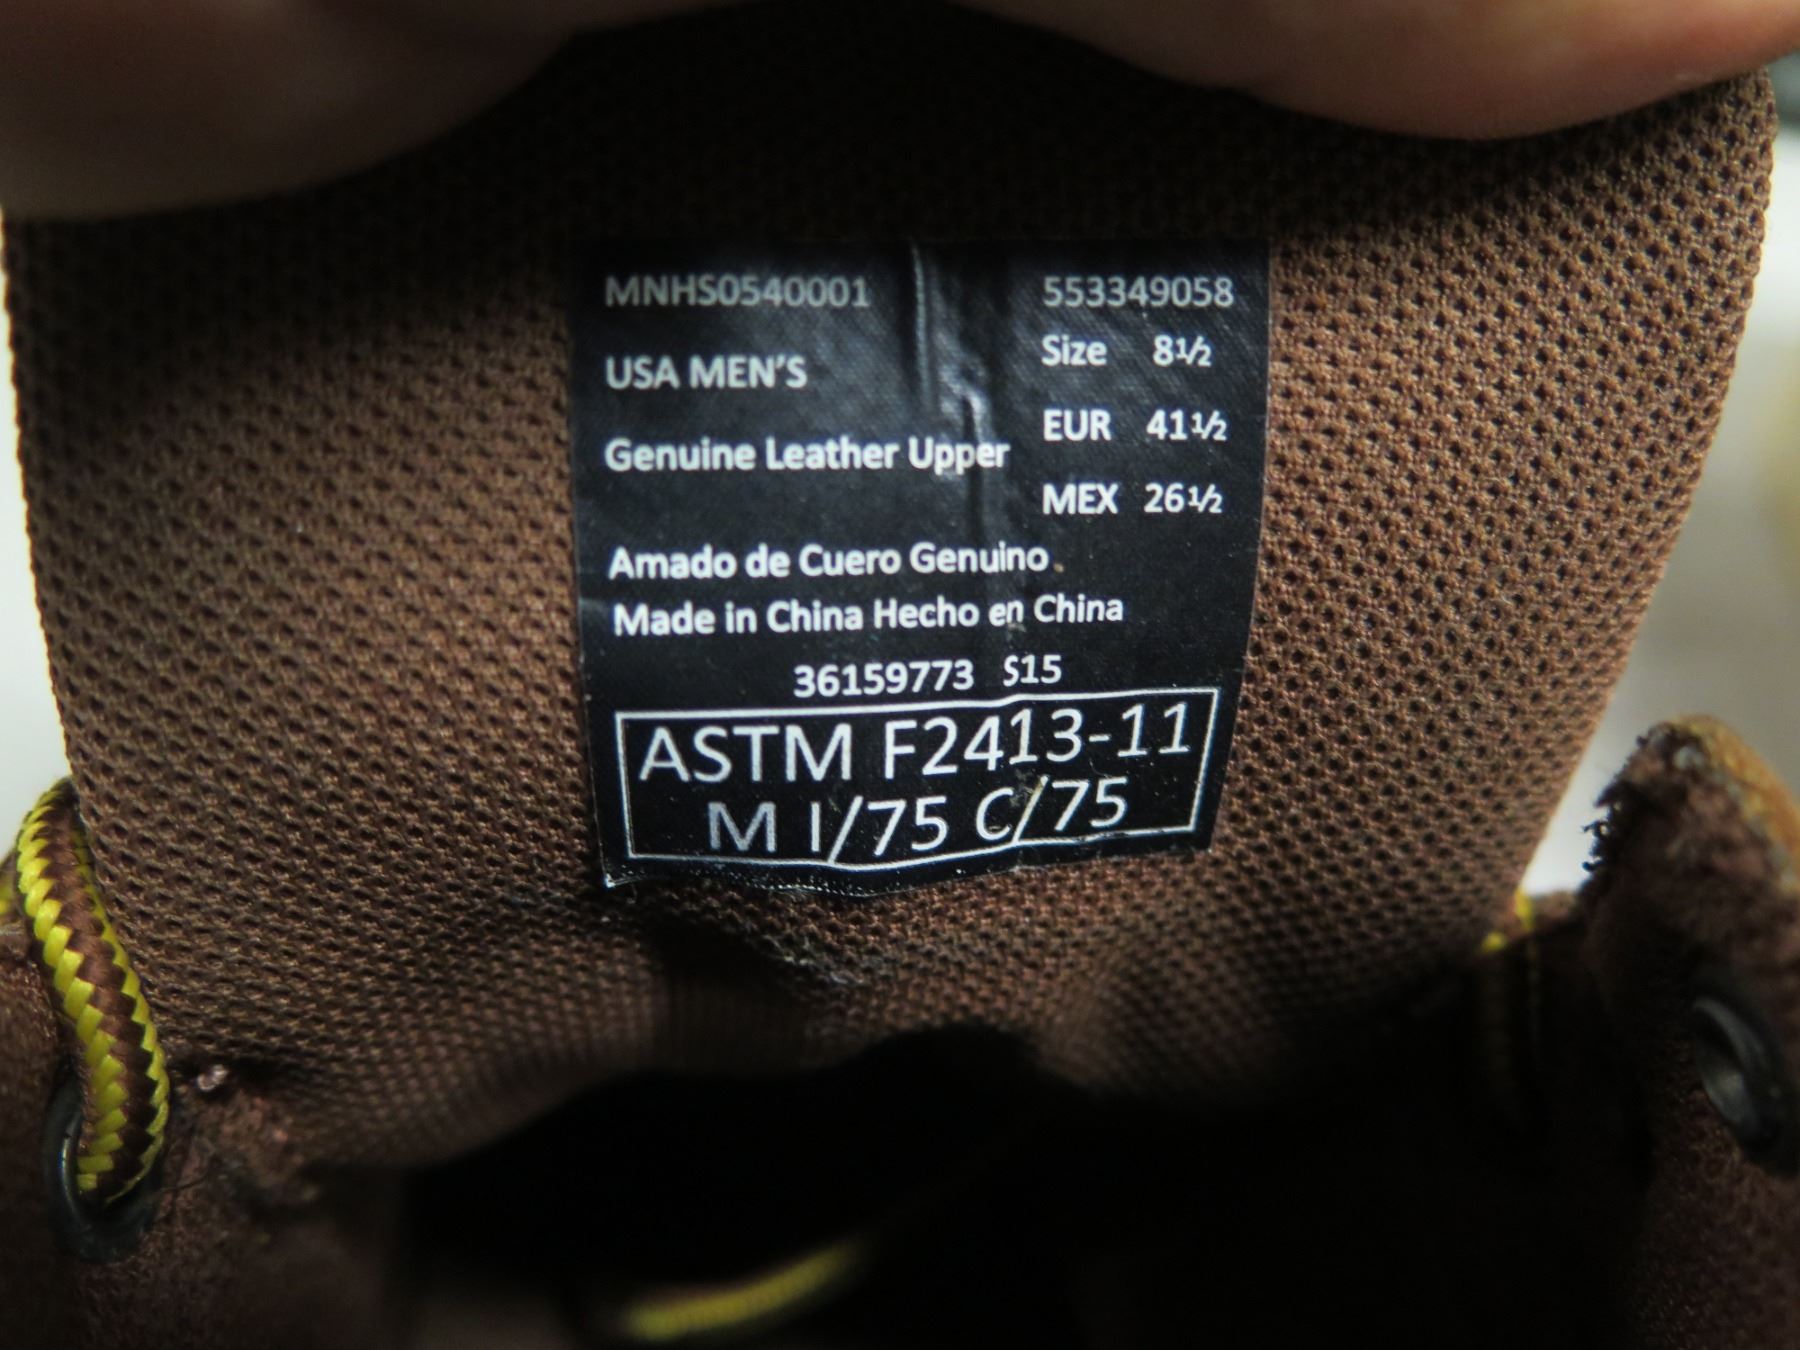 MNHS0540001 553349058
USA MEN'S Size 8½
Genuine Leather Upper EUR 41½
MEX 26½
Amado de Cuero Genuino
Made in China Hecho en China
36159773 S15
ASTM F2413-11
M I/75 C/75